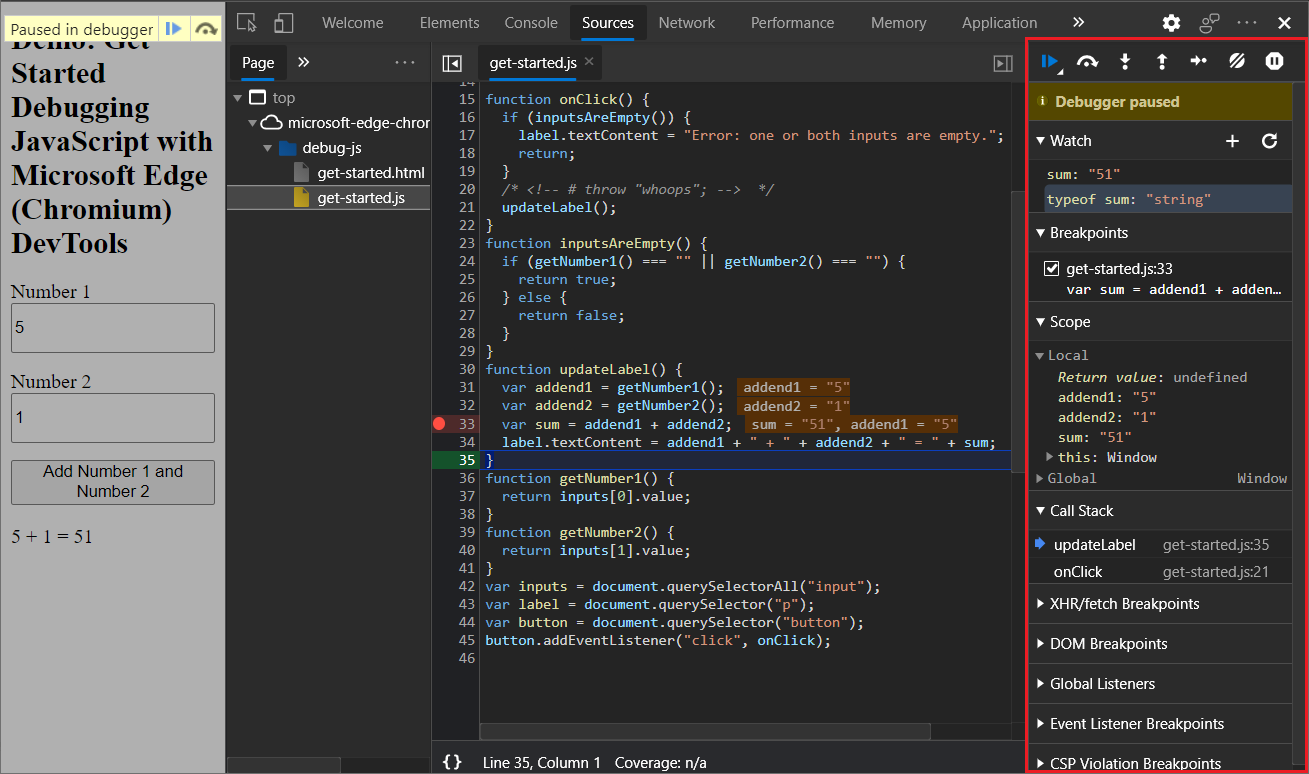 Paused in debugger
Demo: Get
Started
Debugging
JavaScript with
Microsoft Edge
(Chromium)
DevTools
Number 1
5
Number 2
1
Add Number 1 and
Number 2
5 + 1 = 51
Welcome Elements Console Sources Network Performance Memory Application »
Page »
top
microsoft-edge-chror
debug-js
get-started.html
get-started.js
get-started.js ×
14
15 function onClick() {
16   if (inputsAreEmpty()) {
17     label.textContent = "Error: one or both inputs are empty.";
18     return;
19   }
20   /* <!-- # throw "whoops"; -->  */
21   updateLabel();
22 }
23 function inputsAreEmpty() {
24   if (getNumber1() === "" || getNumber2() === "") {
25     return true;
26   } else {
27     return false;
28   }
29 }
30 function updateLabel() {
31   var addend1 = getNumber1();  addend1 = "5"
32   var addend2 = getNumber2();  addend2 = "1"
33   var sum = addend1 + addend2;  sum = "51", addend1 = "5"
34   label.textContent = addend1 + " + " + addend2 + " = " + sum;
35 }
36 function getNumber1() {
37   return inputs[0].value;
38 }
39 function getNumber2() {
40   return inputs[1].value;
41 }
42 var inputs = document.querySelectorAll("input");
43 var label = document.querySelector("p");
44 var button = document.querySelector("button");
45 button.addEventListener("click", onClick);
46
{} Line 35, Column 1 Coverage: n/a
Debugger paused
Watch
sum: "51"
typeof sum: "string"
Breakpoints
get-started.js:33
var sum = addend1 + adden…
Scope
Local
Return value: undefined
addend1: "5"
addend2: "1"
sum: "51"
this: Window
Global Window
Call Stack
updateLabel get-started.js:35
onClick get-started.js:21
XHR/fetch Breakpoints
DOM Breakpoints
Global Listeners
Event Listener Breakpoints
CSP Violation Breakpoints